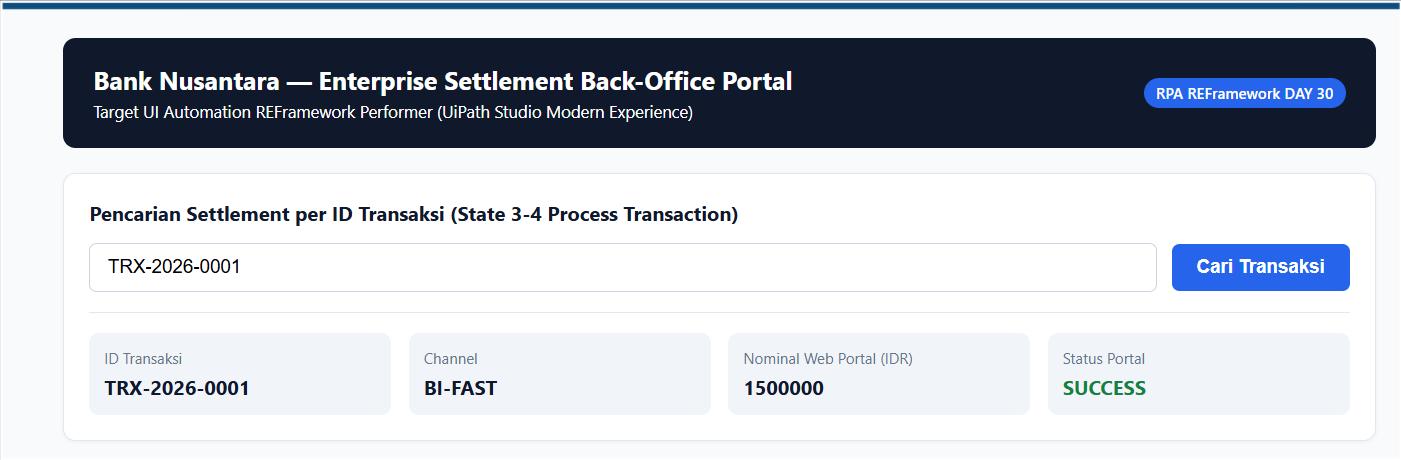 Bank Nusantara — Enterprise Settlement Back-Office Portal
Target UI Automation REFramework Performer (UiPath Studio Modern Experience)
RPA REFramework DAY 30
Pencarian Settlement per ID Transaksi (State 3-4 Process Transaction)
TRX-2026-0001
Cari Transaksi
ID Transaksi
TRX-2026-0001
Channel
BI-FAST
Nominal Web Portal (IDR)
1500000
Status Portal
SUCCESS